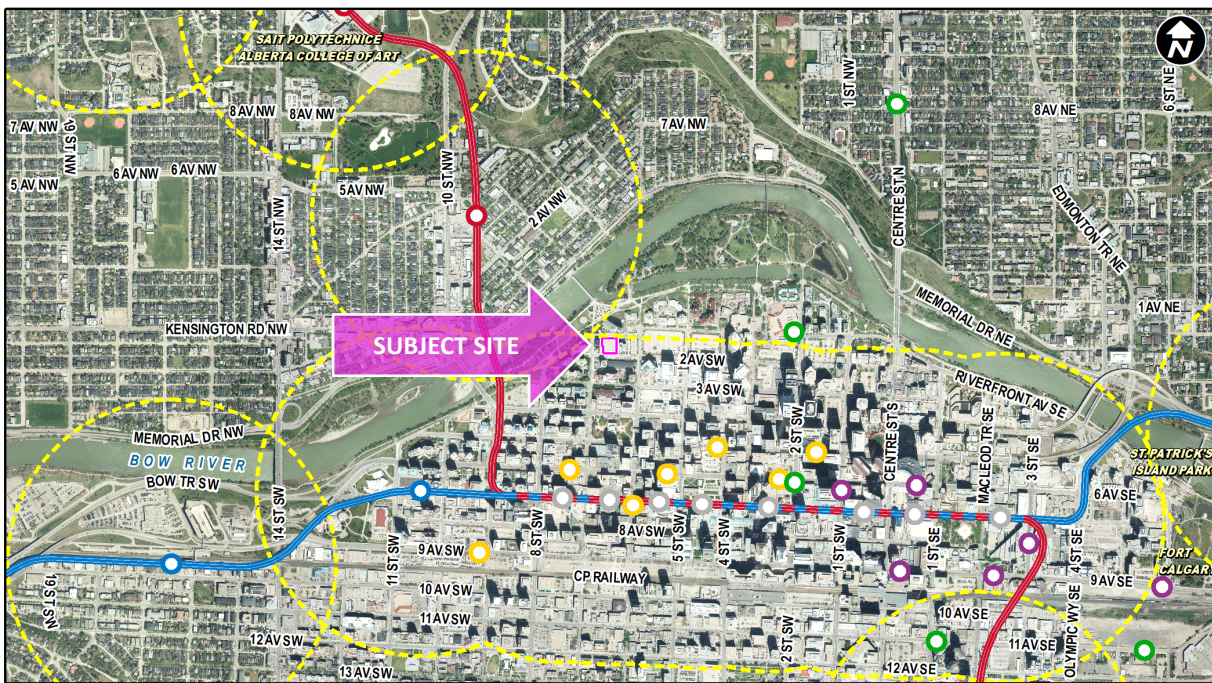 SAIT POLYTECHNICE
ALBERTA COLLEGE OF ART
N
1 ST NW
6 ST NE
8 AV NW
8 AV NW
8 AV NE
7 AV NW
19 ST NW
7 AV NW
10 ST. NW
6 AV NW
6 AV NW
5 AV NW
5 AV NW
2 AV NW
14 ST NW
CENTRE ST N
EDMONTON TR NE
MEMORIAL DR NE
1 AV NE
KENSINGTON RD NW
SUBJECT SITE
2 AV SW
3 AV SW
RIVERFRONT AV SE
MEMORIAL DR NW
BOW RIVER
BOW TR SW
14 ST SW
2 ST SW
CENTRE ST S
MACLEOD TR SE
3 ST SE
ST. PATRICK'S
ISLAND PARK
6 AV SE
11 ST SW
9 AV SW
8 ST SW
8 AV SW
5 ST SW
4 ST SW
1 ST SW
1 ST SE
4 ST SE
9 AV SE
FORT
CALGARY
CP RAILWAY
19 ST NW
10 AV SW
11 AV SW
12 AV SW
13 AV SW
2 ST SW
10 AV SE
11 AV SE
12 AV SE
OLYMPIC WY SE